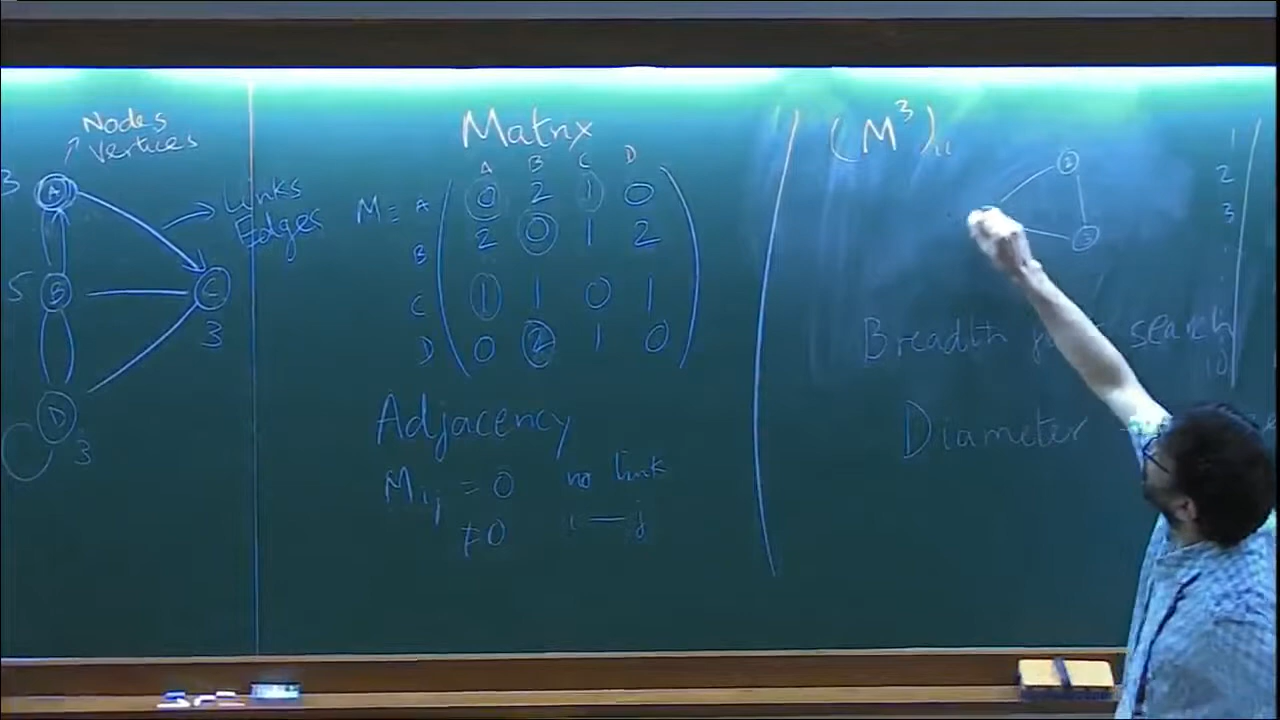 Nodes
Vertices
3
A
Links
Edges
5
B
C
3
D
3
Matrix
A B C D
M = A 0 2 1 0
B 2 0 1 2
C 1 1 0 1
D 0 2 1 0
Adjacency
Mij = 0 no link
≠0 i — j
(M³)₁₁
2
3
Breadth search
Diameter
1
2
3
.
.
10